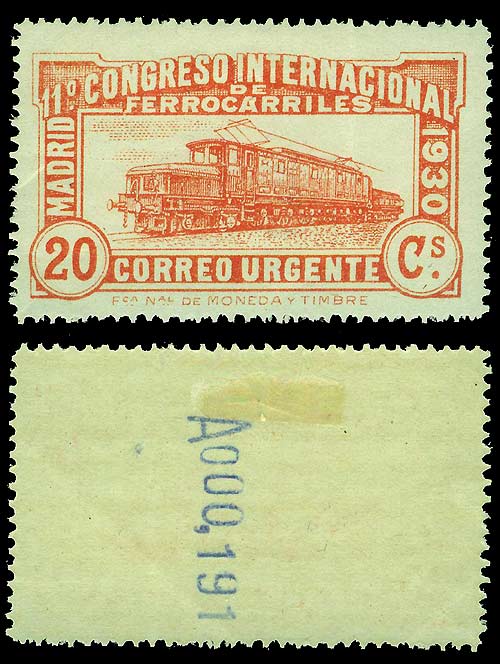 11º CONGRESO INTERNACIONAL
DE
FERROCARRILES
MADRID
1930
20
CORREO URGENTE
Cs.
Fca NAL DE MONEDA Y TIMBRE
A000,191